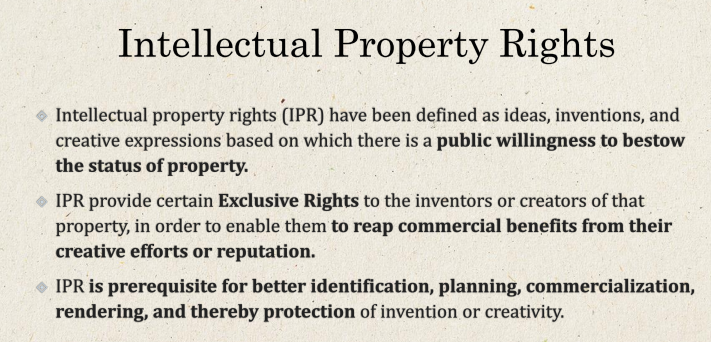 Intellectual Property Rights
Intellectual property rights (IPR) have been defined as ideas, inventions, and
creative expressions based on which there is a public willingness to bestow
the status of property.
IPR provide certain Exclusive Rights to the inventors or creators of that
property, in order to enable them to reap commercial benefits from their
creative efforts or reputation.
IPR is prerequisite for better identification, planning, commercialization,
rendering, and thereby protection of invention or creativity.